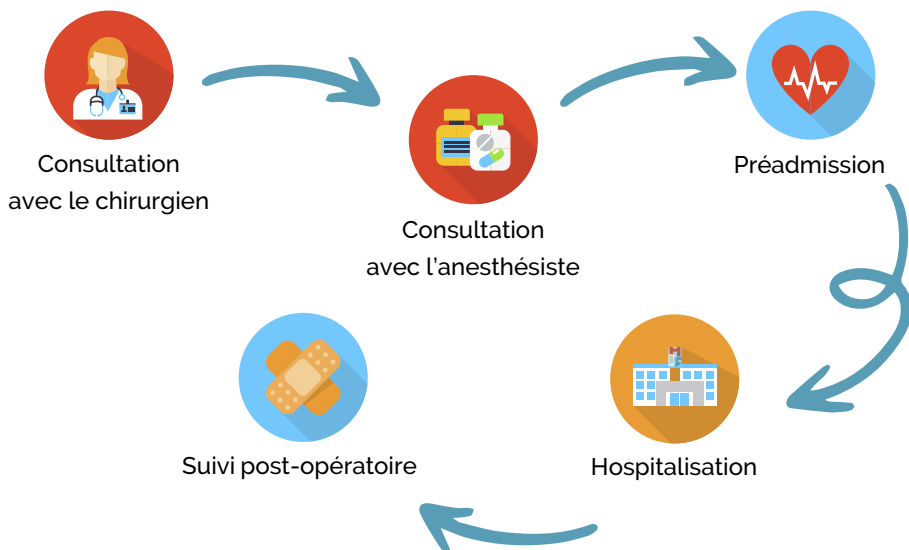 Consultation
avec le chirurgien
Consultation
avec l'anesthésiste
Préadmission
Hospitalisation
Suivi post-opératoire